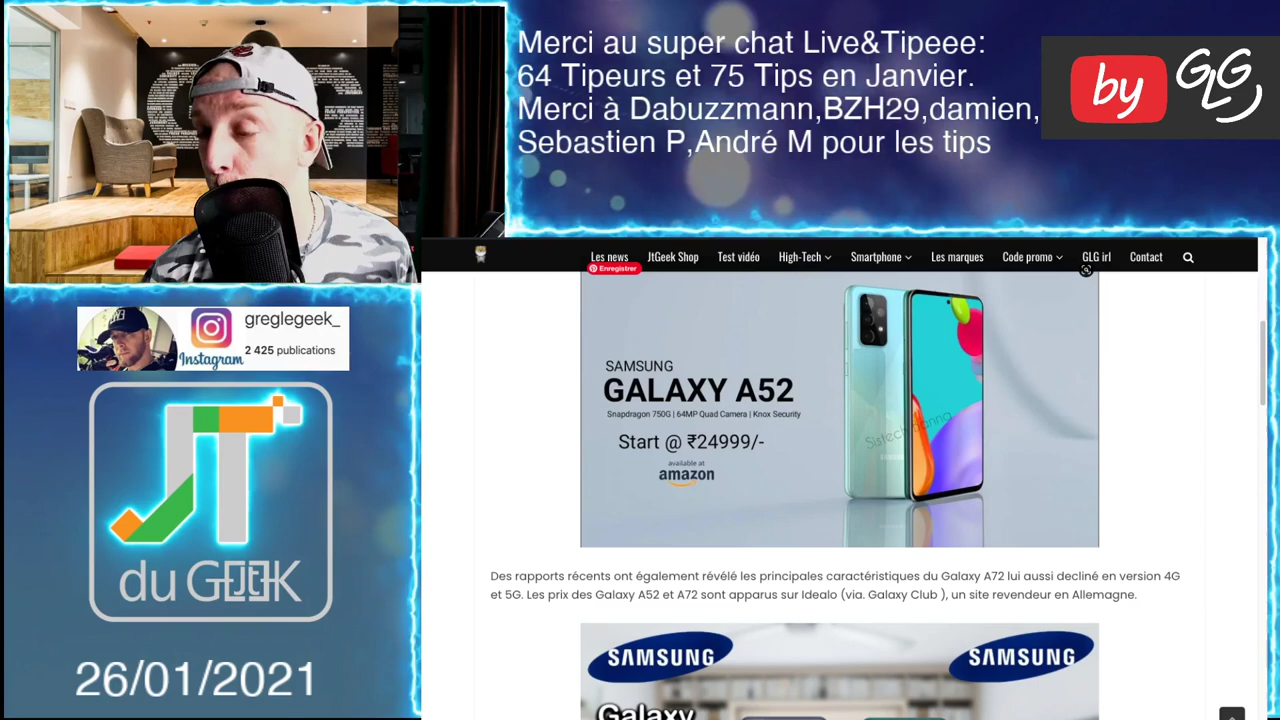 Merci au super chat Live&Tipeee:
64 Tipeurs et 75 Tips en Janvier.
Merci à Dabuzzmann,BZH29,damien,
Sebastien P,Andre M pour les tips
by GLG
Les news JtGeek Shop Test vidéo High-Tech Smartphone Les marques Code promo GLG irl Contact
Enregistrer
greglegeek_
Instagram
2 425 publications
JT
du GEEK
26/01/2021
SAMSUNG
GALAXY A52
Snapdragon 750G | 64MP Quad Camera | Knox Security
Start @ ₹24999/-
available at
amazon
Sistech
SAMSUNG
Des rapports récents ont également révélé les principales caractéristiques du Galaxy A72 lui aussi decliné en version 4G
et 5G. Les prix des Galaxy A52 et A72 sont apparus sur Idealo (via. Galaxy Club ), un site revendeur en Allemagne.
SAMSUNG SAMSUNG
Galaxy